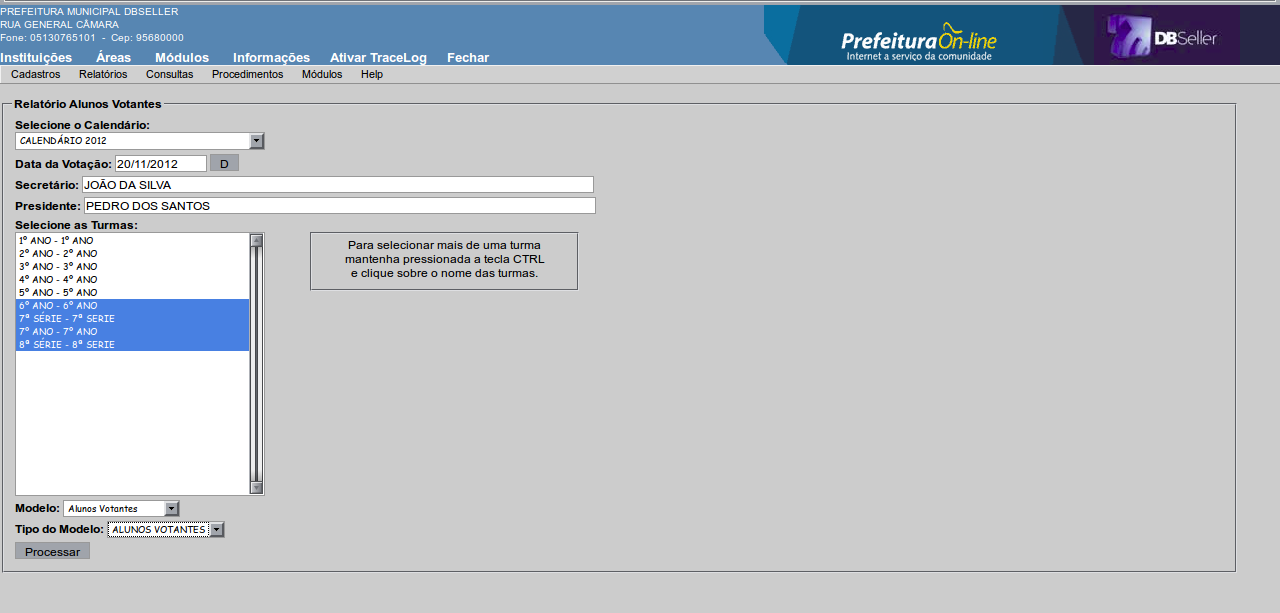 PREFEITURA MUNICIPAL DBSELLER
RUA GENERAL CÂMARA
Fone: 05130765101 - Cep: 95680000
Prefeitura On-line
Internet a serviço da comunidade
DBSeller
Instituições Áreas Módulos Informações Ativar TraceLog Fechar
Cadastros Relatórios Consultas Procedimentos Módulos Help
Relatório Alunos Votantes
Selecione o Calendário:
CALENDÁRIO 2012
Data da Votação: 20/11/2012 D
Secretário: JOÃO DA SILVA
Presidente: PEDRO DOS SANTOS
Selecione as Turmas:
1º ANO - 1º ANO
2º ANO - 2º ANO
3º ANO - 3º ANO
4º ANO - 4º ANO
5º ANO - 5º ANO
6º ANO - 6º ANO
7ª SÉRIE - 7ª SERIE
7º ANO - 7º ANO
8ª SÉRIE - 8ª SERIE
Para selecionar mais de uma turma
mantenha pressionada a tecla CTRL
e clique sobre o nome das turmas.
Modelo: Alunos Votantes
Tipo do Modelo: ALUNOS VOTANTES
Processar